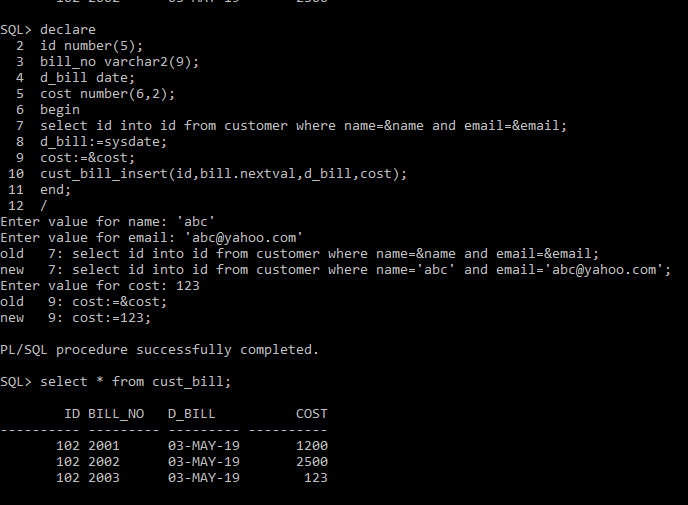 102 2002 03-MAY-19 2500
SQL> declare
2 id number(5);
3 bill_no varchar2(9);
4 d_bill date;
5 cost number(6,2);
6 begin
7 select id into id from customer where name=&name and email=&email;
8 d_bill:=sysdate;
9 cost:=&cost;
10 cust_bill_insert(id,bill.nextval,d_bill,cost);
11 end;
12 /
Enter value for name: 'abc'
Enter value for email: 'abc@yahoo.com'
old 7: select id into id from customer where name=&name and email=&email;
new 7: select id into id from customer where name='abc' and email='abc@yahoo.com';
Enter value for cost: 123
old 9: cost:=&cost;
new 9: cost:=123;
PL/SQL procedure successfully completed.
SQL> select * from cust_bill;
ID BILL_NO D_BILL COST
---------- --------- --------- ----------
102 2001 03-MAY-19 1200
102 2002 03-MAY-19 2500
102 2003 03-MAY-19 123